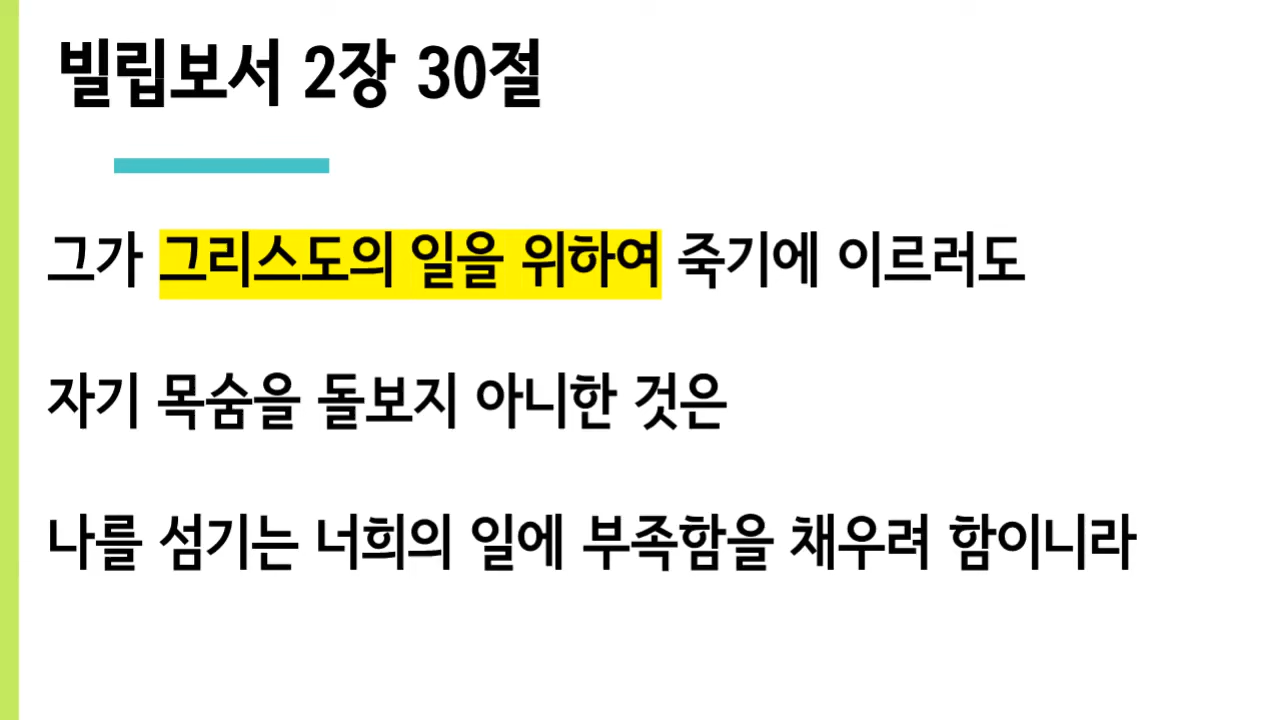 빌립보서 2장 30절
그가 그리스도의 일을 위하여 죽기에 이르러도
자기 목숨을 돌보지 아니한 것은
나를 섬기는 너희의 일에 부족함을 채우려 함이니라